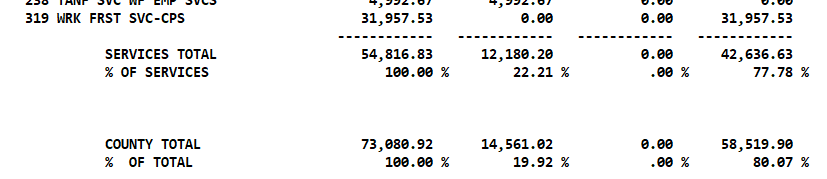 238 TANF SVC WF EMP SVCS 4,992.67 4,992.67 0.00 0.00
319 WRK FRST SVC-CPS 31,957.53 0.00 0.00 31,957.53
------------ ------------ ------------ ------------
SERVICES TOTAL 54,816.83 12,180.20 0.00 42,636.63
% OF SERVICES 100.00 % 22.21 % .00 % 77.78 %
COUNTY TOTAL 73,080.92 14,561.02 0.00 58,519.90
% OF TOTAL 100.00 % 19.92 % .00 % 80.07 %